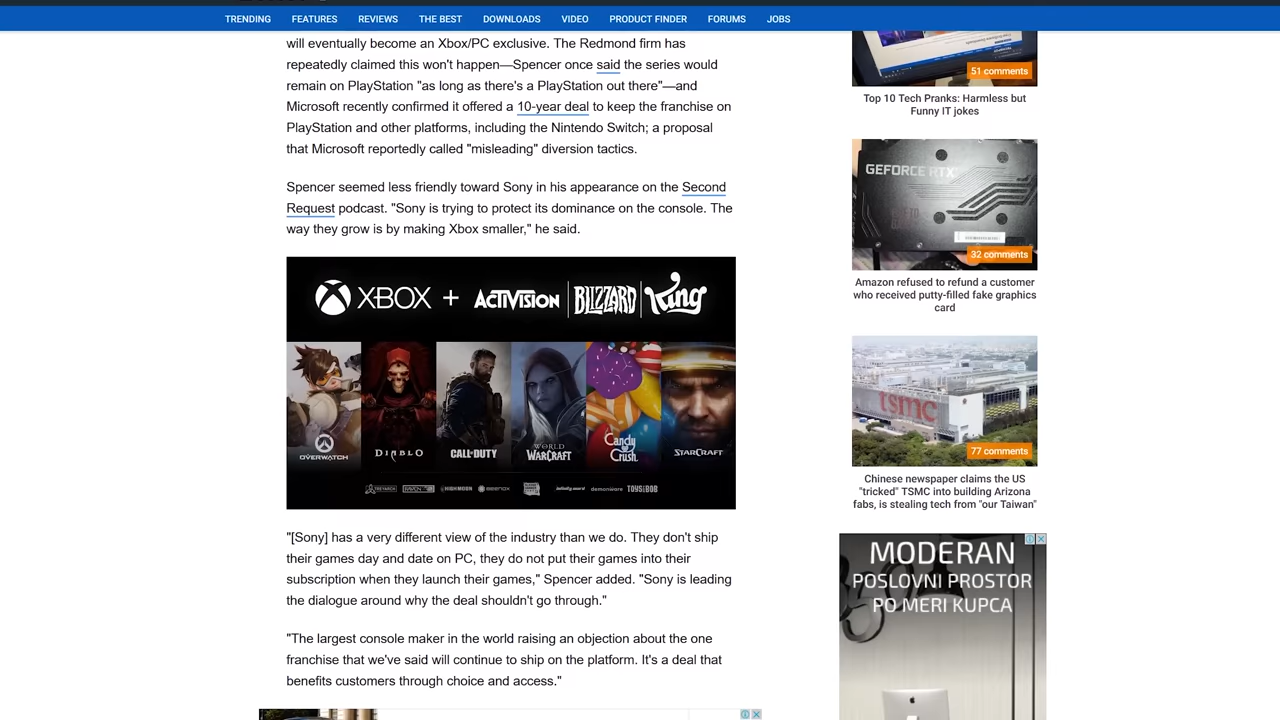 TRENDING FEATURES REVIEWS THE BEST DOWNLOADS VIDEO PRODUCT FINDER FORUMS JOBS
will eventually become an Xbox/PC exclusive. The Redmond firm has
repeatedly claimed this won't happen—Spencer once said the series would
remain on PlayStation "as long as there's a PlayStation out there"—and
Microsoft recently confirmed it offered a 10-year deal to keep the franchise on
PlayStation and other platforms, including the Nintendo Switch; a proposal
that Microsoft reportedly called "misleading" diversion tactics.
Spencer seemed less friendly toward Sony in his appearance on the Second
Request podcast. "Sony is trying to protect its dominance on the console. The
way they grow is by making Xbox smaller," he said.
XBOX + ACTIVISION BLIZZARD King
OVERWATCH DIABLO CALL OF DUTY WORLD WARCRAFT Candy Crush STARCRAFT
TREYARCH RAVEN HIGHMOON BEENOX infinity ward demonware TOYS BOB
"[Sony] has a very different view of the industry than we do. They don't ship
their games day and date on PC, they do not put their games into their
subscription when they launch their games," Spencer added. "Sony is leading
the dialogue around why the deal shouldn't go through."
"The largest console maker in the world raising an objection about the one
franchise that we've said will continue to ship on the platform. It's a deal that
benefits customers through choice and access."
51 comments
Top 10 Tech Pranks: Harmless but
Funny IT jokes
GEFORCE RTX
32 comments
Amazon refused to refund a customer
who received putty-filled fake graphics
card
tsmc
77 comments
Chinese newspaper claims the US
"tricked" TSMC into building Arizona
fabs, is stealing tech from "our Taiwan"
MODERAN
POSLOVNI PROSTOR
PO MERI KUPCA